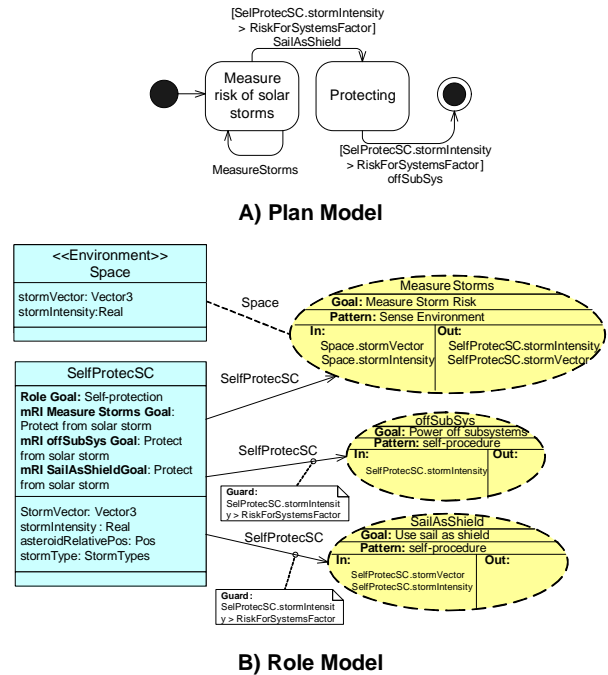 [SelProtecSC.stormIntensity
> RiskForSystemsFactor]
SailAsShield
Measure
risk of solar
storms
Protecting
MeasureStorms
[SelProtecSC.stormIntensity
> RiskForSystemsFactor]
offSubSys
A) Plan Model
<<Environment>>
Space
stormVector: Vector3
stormIntensity:Real
Space
MeasureStorms
Goal: Measure Storm Risk
Pattern: Sense Environment
In:
Space.stormVector
Space.stormIntensity
Out:
SelfProtecSC.stormIntensity
SelfProtecSC.stormVector
SelfProtecSC
Role Goal: Self-protection
mRI Measure Storms Goal:
Protect from solar storm
mRI offSubSys Goal: Protect
from solar storm
mRI SailAsShieldGoal: Protect
from solar storm
StormVector: Vector3
stormIntensity : Real
asteroidRelativePos: Pos
stormType: StormTypes
SelfProtecSC
SelfProtecSC
Guard:
SelfProtecSC.stormIntensit
y > RiskForSystemsFactor
offSubSys
Goal: Power off subsystems
Pattern: self-procedure
In:
SelfProtecSC.stormIntensity
Out:
SelfProtecSC
Guard:
SelfProtecSC.stormIntensit
y > RiskForSystemsFactor
SailAsShield
Goal: Use sail as shield
Pattern: self-procedure
In:
SelfProtecSC.stormVector
SelfProtecSC.stormIntensity
Out:
B) Role Model